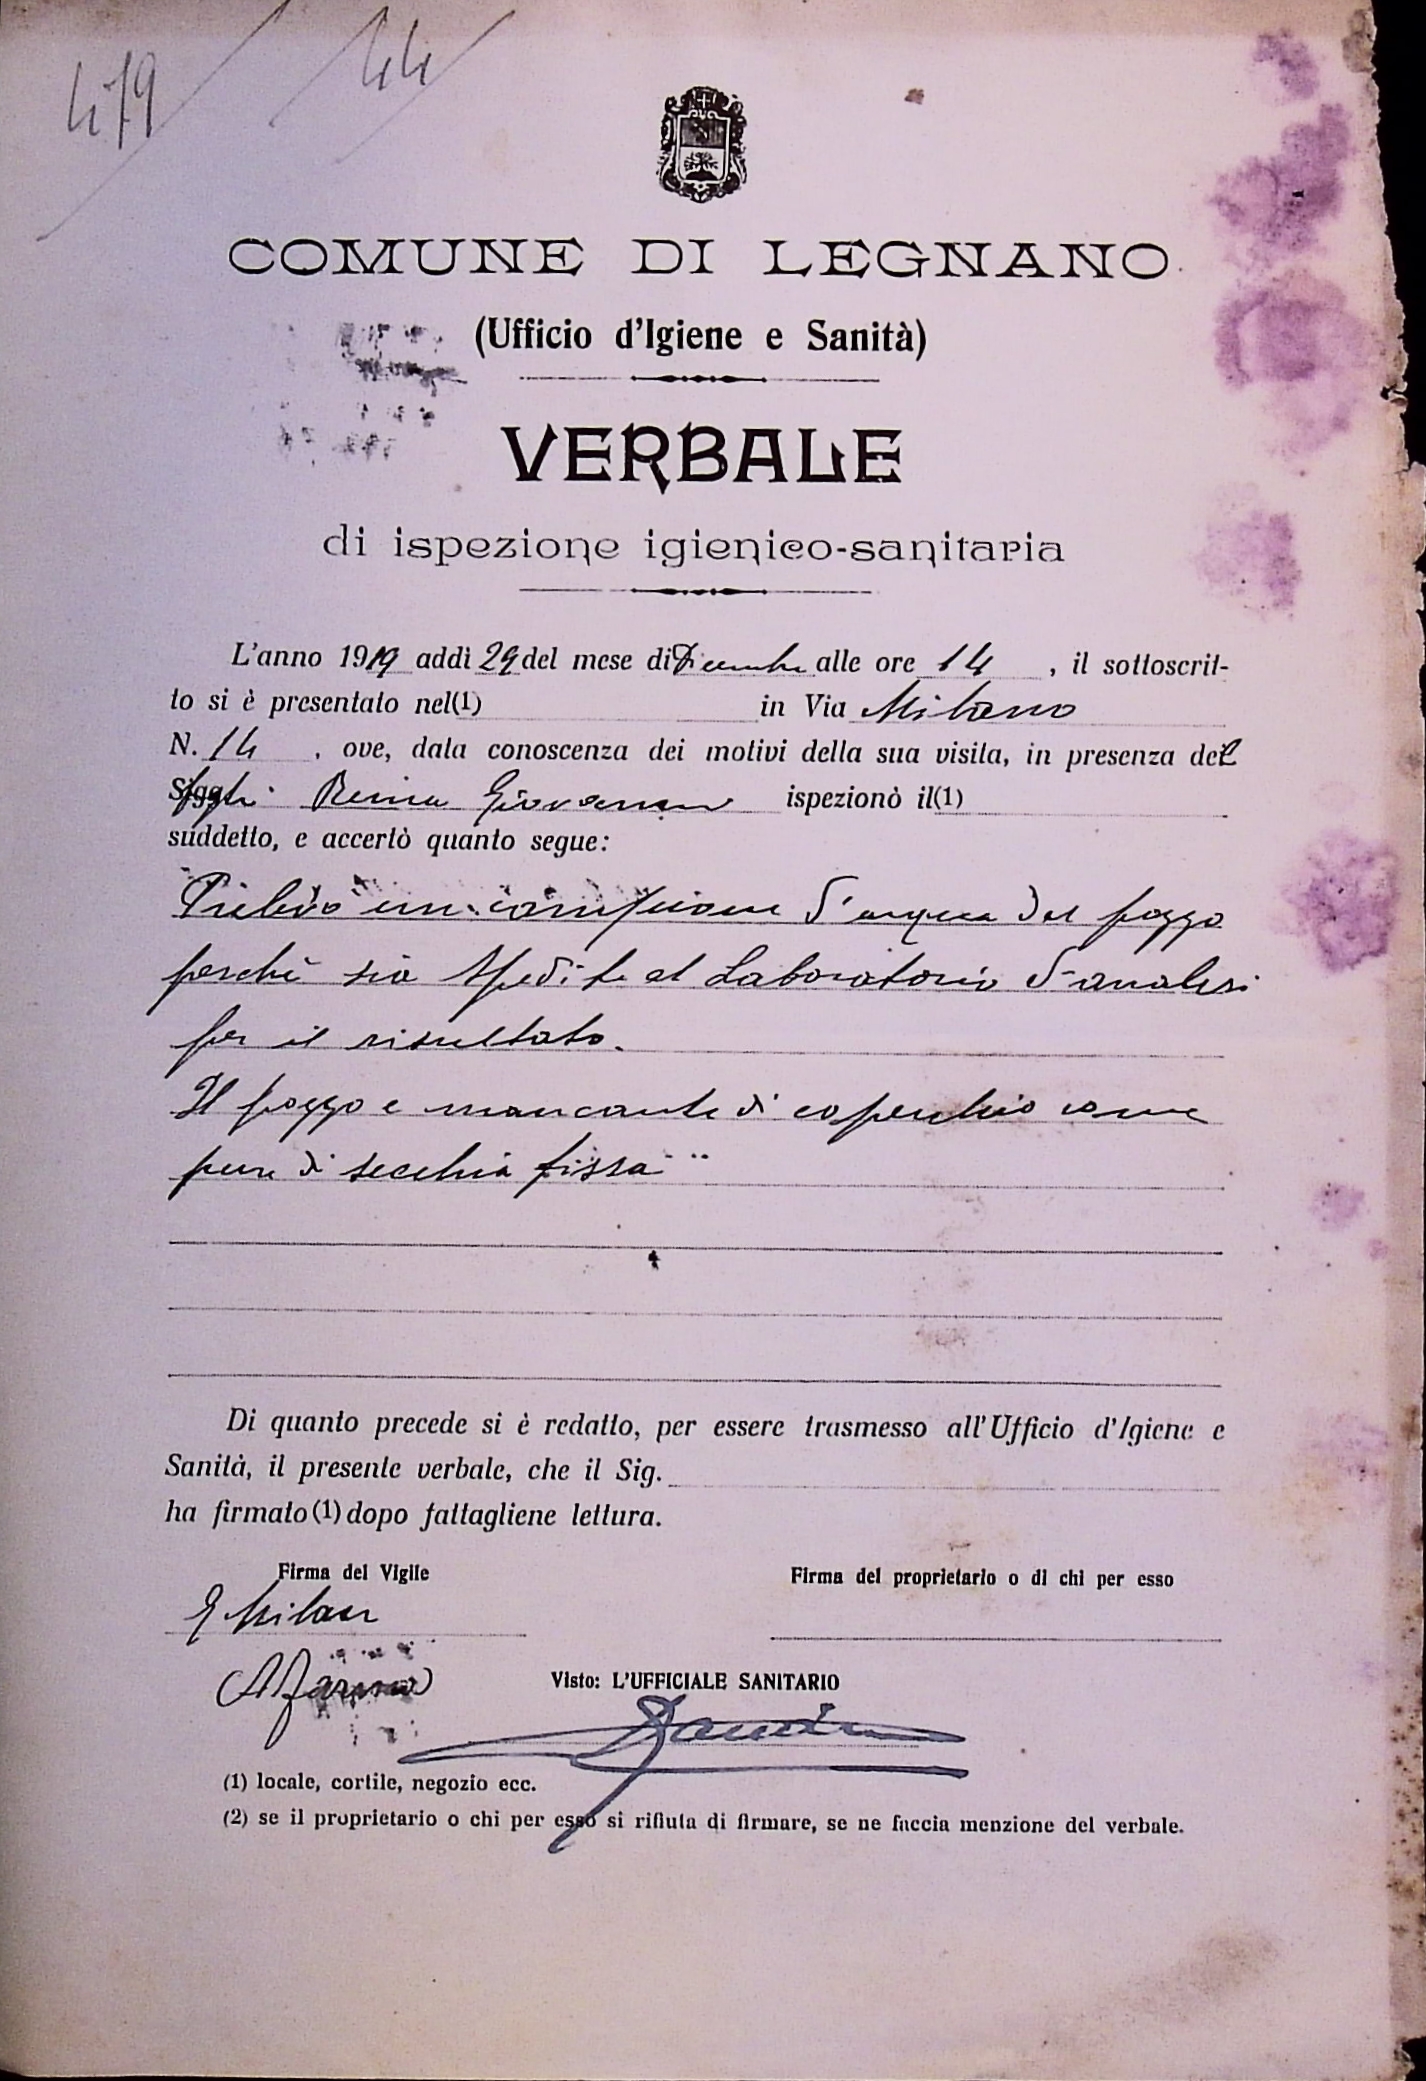 479 44
COMUNE DI LEGNANO
(Ufficio d'Igiene e Sanità)
VERBALE
di ispezione igienico-sanitaria
L'anno 1919 addì 29 del mese di Dicembre alle ore 14 , il sottoscrit-
to si è presentato nel(1) in Via Milano
N. 14 , ove, data conoscenza dei motivi della sua visita, in presenza del
Reina Giovanni ispezionò il(1)
suddetto, e accertò quanto segue:
Prelevo un campione d'acqua del pozzo
perchè sia spedito al Laboratorio d'analisi
per il risultato.
Il pozzo e mancante di coperchio come
pure di secchia fissa
Di quanto precede si è redatto, per essere trasmesso all'Ufficio d'Igiene e
Sanità, il presente verbale, che il Sig.
ha firmato (1) dopo fattagliene lettura.
Firma del Vigile Firma del proprietario o di chi per esso
Milan
Visto: L'UFFICIALE SANITARIO
(1) locale, cortile, negozio ecc.
(2) se il proprietario o chi per esso si rifiuta di firmare, se ne faccia menzione del verbale.